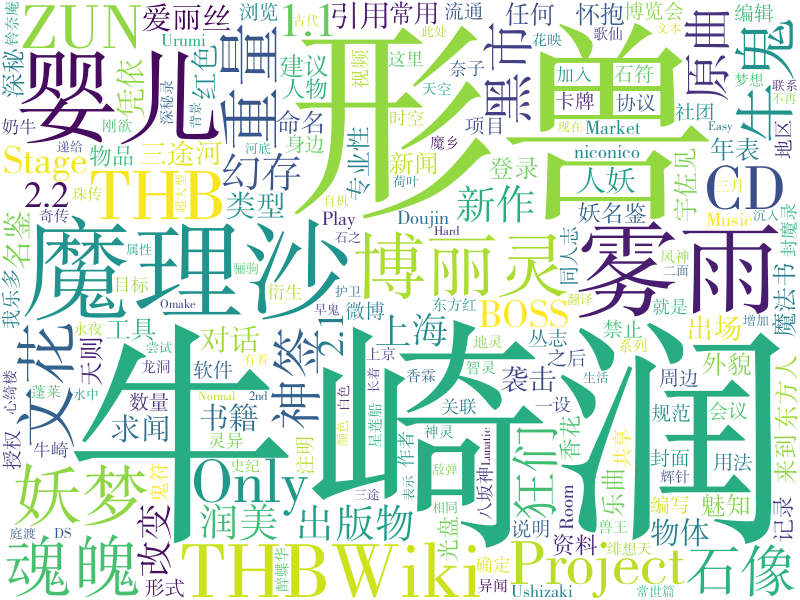 ZUN
爱丽丝
浏览
1.1
古代
引用常用
流通
任何
怀抱
博览会
编辑
铃奈庵
此处
文本
深秘
Urumi
这里
花映
歌仙
婴儿
重量
形兽
黑市
原曲
牛鬼
凭依
红色
深秘录
背景
建议
人物
视频
奈子
天空
加入
石符
梦想
卡牌
协议
社团
联系
不再
奶牛
刚欲
命名
身边
时空
魔乡
项目
Market
现在
Easy
地区
Stage
物品
河底
三途河
新闻
登录
niconico
年表
2.2
递给
THB
幻存
专业性
荷叶
新作
人妖
CD
宇佐见
名鉴
珠传
奇传
类型
Play
自机
Doujin
妖名鉴
Music
三月
沉入
封魔录
魔理沙
石之
Hard
博丽灵
同人志
雾雨
风神
二面
魔法书
我乐多
属性
目标
骊驹
衍生
早鬼
护卫
微博
东方红
BOSS
翻译
就是
增加
文化
永夜
Omake
工具
尝试
有着
对话
2.1
地灵
丛志
禁止
出场
天则
神签
上海
系列
之后
外貌
授权
心绮楼
蓬莱
水中
龙洞
软件
上京
智灵
袭击
生活
周边
东方人
数量
2nd
白色
长着
香霖
关联
一设
牛崎润
牛崎
求闻
书籍
Normal
颜色
星莲船
神灵
作者
Lunatic
狂们
香花
规范
会议
来到
妖梦
灵异
注明
Only
敌弹
八坂神
乐曲
封面
共享
用法
辉针
改变
史纪
鬼符
润美
出版物
三途
表示
相同
Room
兽王
说明
编写
魅知
记录
魂魄
庭渡
DS
形式
醉蝶华
THBWiki
确定
异闻
光盘
Project
Ushizaki
资料
绯想天
物体
常世篇
石像